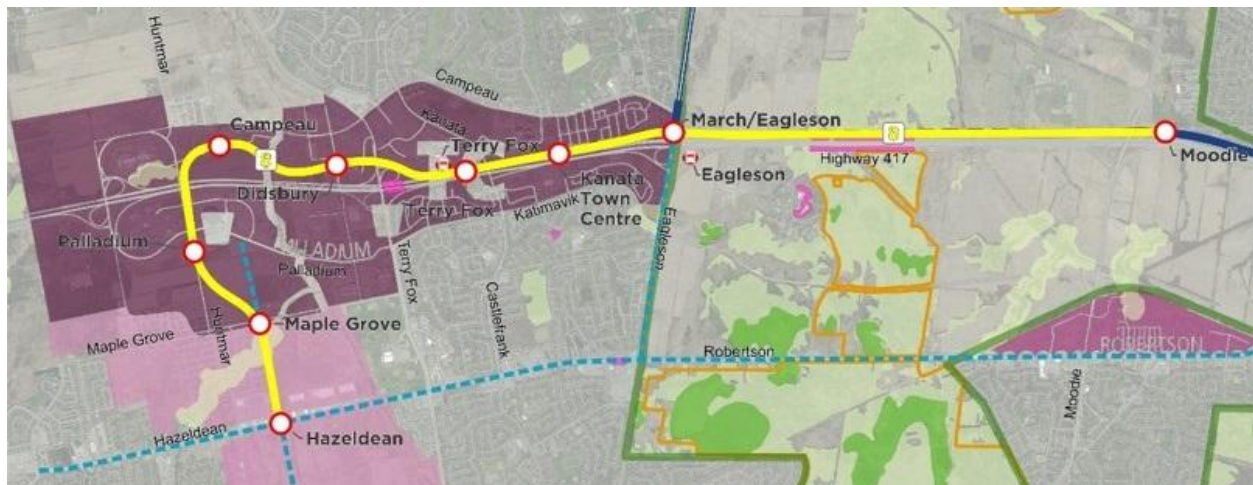 Huntmar
Campeau
Campeau
Kanata
Terry Fox
March/Eagleson
Highway 417
Moodie
Didsbury
Terry Fox
Katimavik
Kanata
Town
Centre
Eagleson
Eagleson
Palladium
PALLADIUM
Palladium
Terry Fox
Castlefrank
Maple Grove
Maple Grove
Huntmar
Robertson
ROBERTSON
Moodie
Hazeldean
Hazeldean